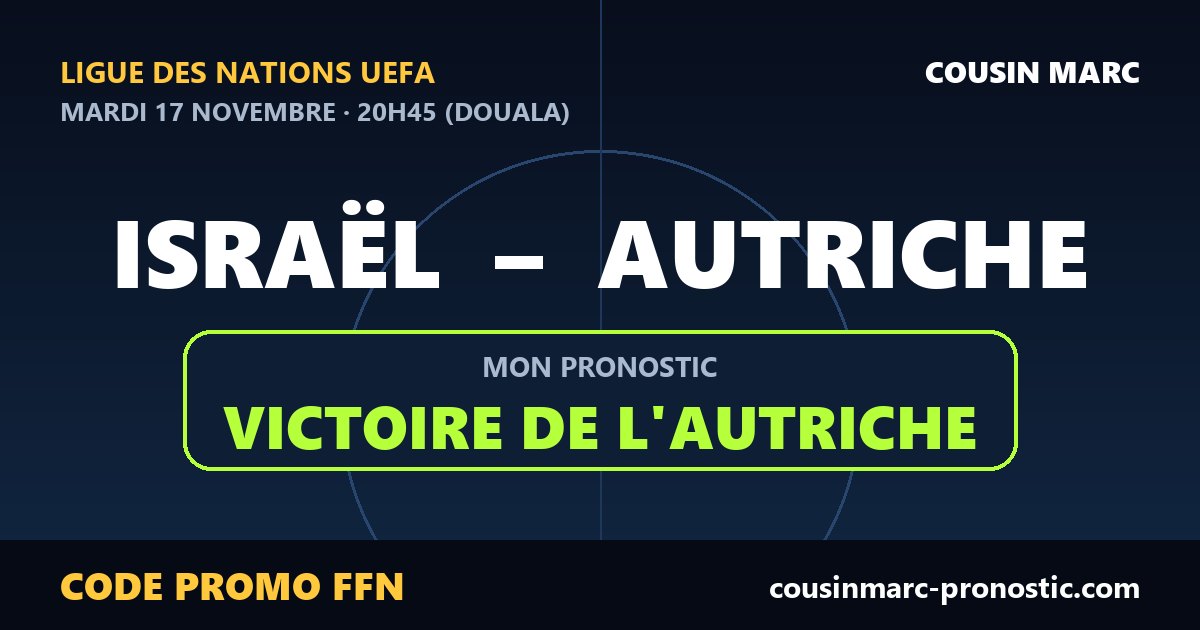 LIGUE DES NATIONS UEFA
COUSIN MARC
MARDI 17 NOVEMBRE · 20H45 (DOUALA)
ISRAËL – AUTRICHE
MON PRONOSTIC
VICTOIRE DE L'AUTRICHE
CODE PROMO FFN
cousinmarc-pronostic.com